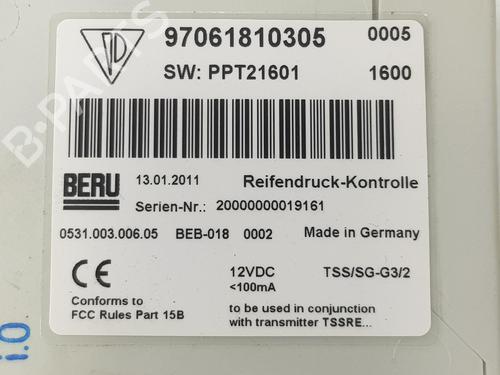 97061810305 0005
SW: PPT21601 1600
BERU 13.01.2011 Reifendruck-Kontrolle
Serien-Nr.: 20000000019161
0531.003.006.05 BEB-018 0002 Made in Germany
CE 12VDC TSS/SG-G3/2
<100mA
Conforms to to be used in conjunction
FCC Rules Part 15B with transmitter TSSRE...
B-PARTS